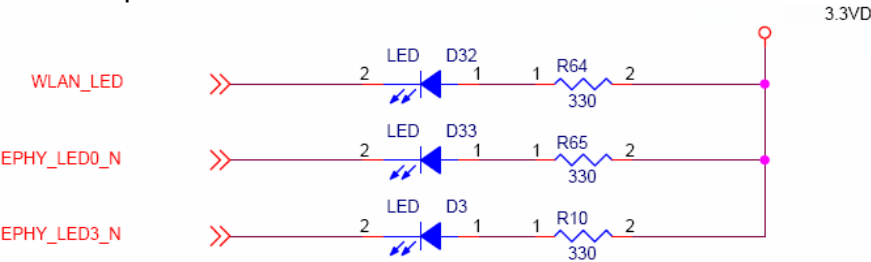 3.3VD
LED D32
WLAN_LED 2 1 1 R64 2
330
LED D33
EPHY_LED0_N 2 1 1 R65 2
330
LED D3
EPHY_LED3_N 2 1 1 R10 2
330